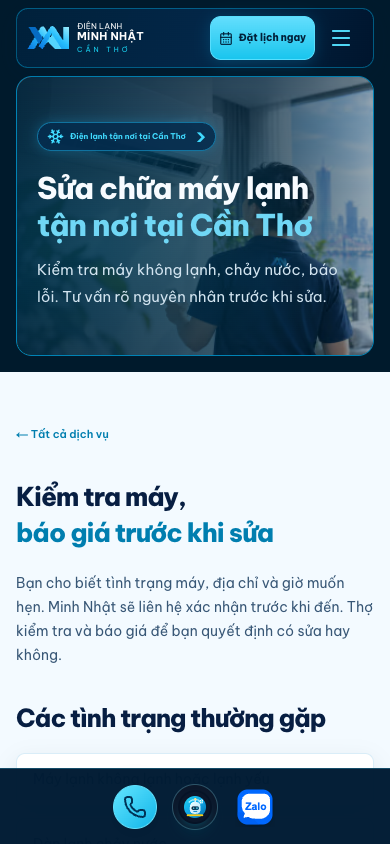 ĐIỆN LẠNH
MINH NHẬT
CẦN THƠ
Đặt lịch ngay
Điện lạnh tận nơi tại Cần Thơ
Sửa chữa máy lạnh
tận nơi tại Cần Thơ
Kiểm tra máy không lạnh, chảy nước, báo
lỗi. Tư vấn rõ nguyên nhân trước khi sửa.
← Tất cả dịch vụ
Kiểm tra máy,
báo giá trước khi sửa
Bạn cho biết tình trạng máy, địa chỉ và giờ muốn
hẹn. Minh Nhật sẽ liên hệ xác nhận trước khi đến. Thợ
kiểm tra và báo giá để bạn quyết định có sửa hay
không.
Các tình trạng thường gặp
Zalo